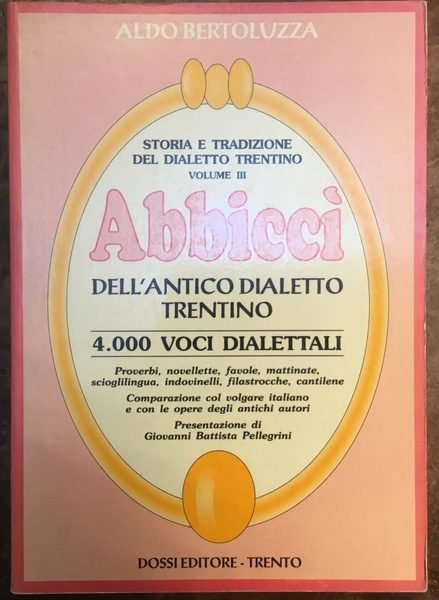 ALDO BERTOLUZZA
STORIA E TRADIZIONE
DEL DIALETTO TRENTINO
VOLUME III
Abbiccì
DELL'ANTICO DIALETTO
TRENTINO
4.000 VOCI DIALETTALI
Proverbi, novellette, favole, mattinate,
scioglilingua, indovinelli, filastrocche, cantilene
Comparazione col volgare italiano
e con le opere degli antichi autori
Presentazione di
Giovanni Battista Pellegrini
DOSSI EDITORE - TRENTO